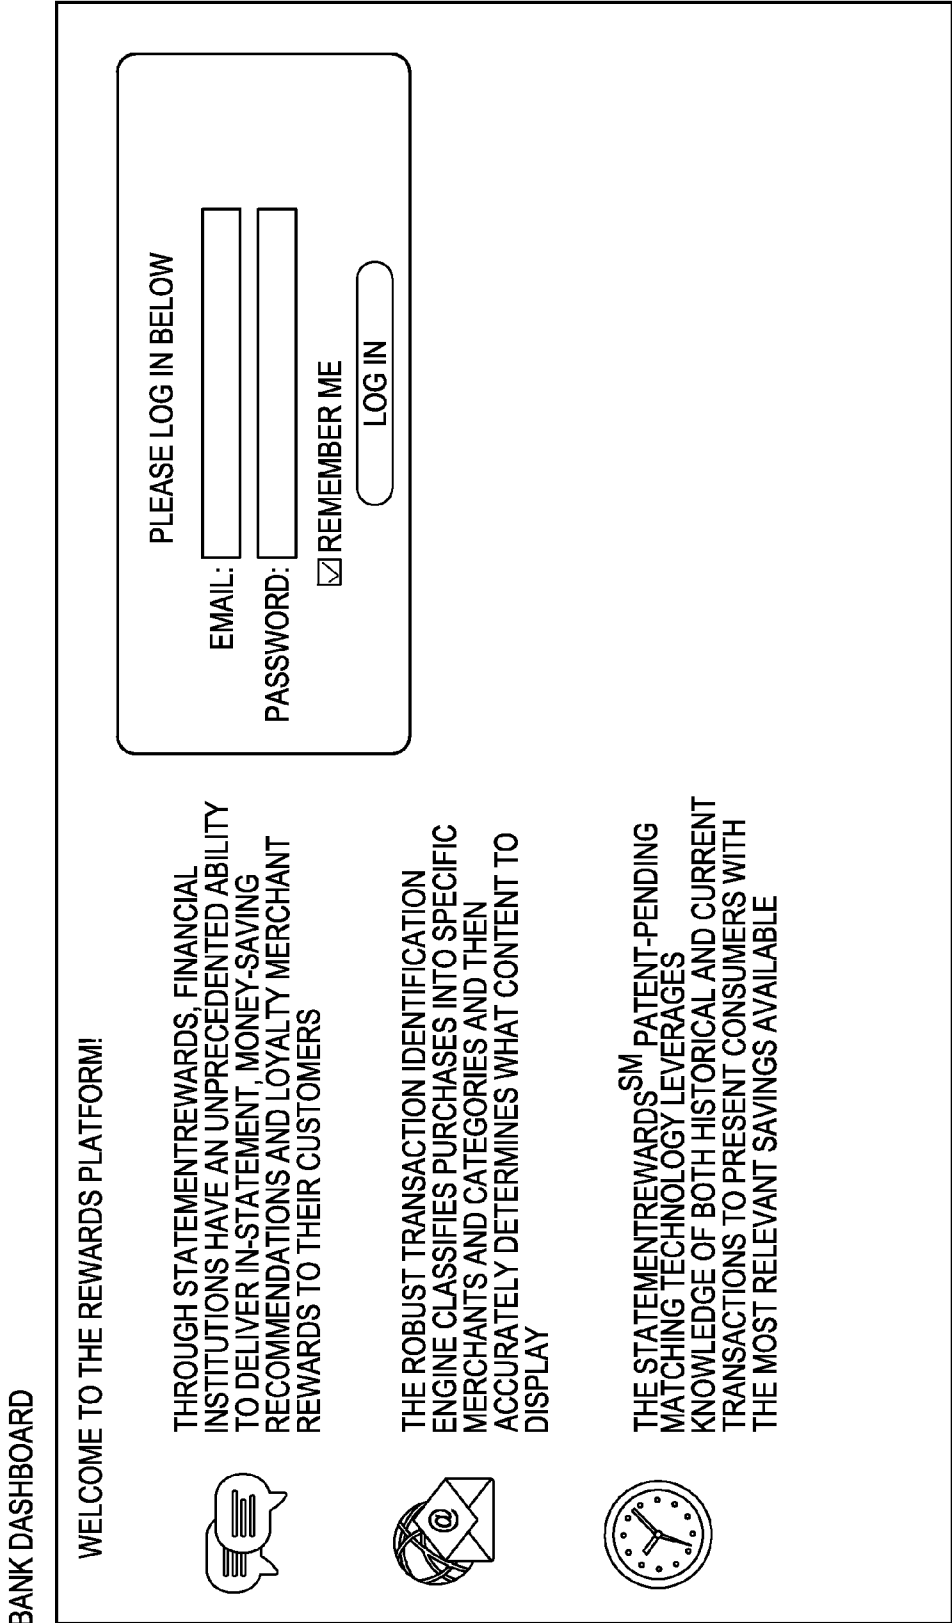 BANK DASHBOARD
WELCOME TO THE REWARDS PLATFORM!
THROUGH STATEMENTREWARDS, FINANCIAL
INSTITUTIONS HAVE AN UNPRECEDENTED ABILITY
TO DELIVER IN-STATEMENT, MONEY-SAVING
RECOMMENDATIONS AND LOYALTY MERCHANT
REWARDS TO THEIR CUSTOMERS
@
THE ROBUST TRANSACTION IDENTIFICATION
ENGINE CLASSIFIES PURCHASES INTO SPECIFIC
MERCHANTS AND CATEGORIES AND THEN
ACCURATELY DETERMINES WHAT CONTENT TO
DISPLAY
THE STATEMENTREWARDS℠ PATENT-PENDING
MATCHING TECHNOLOGY LEVERAGES
KNOWLEDGE OF BOTH HISTORICAL AND CURRENT
TRANSACTIONS TO PRESENT CONSUMERS WITH
THE MOST RELEVANT SAVINGS AVAILABLE
PLEASE LOG IN BELOW
EMAIL:
PASSWORD:
REMEMBER ME
LOG IN